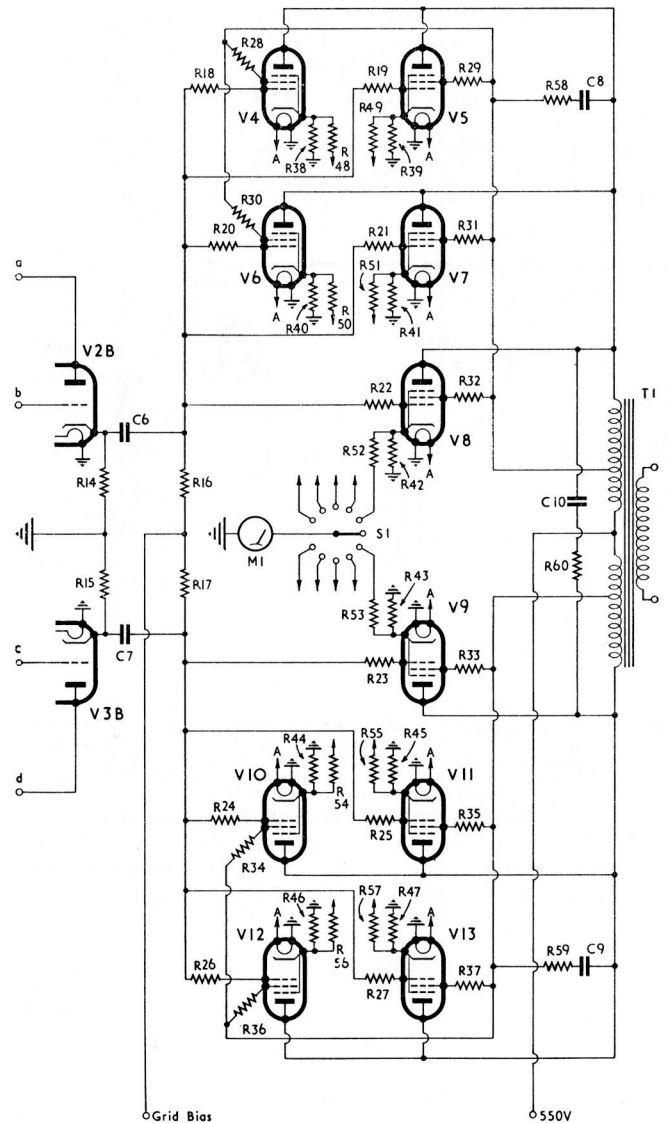 R28
R18
R19
R29
R58
C8
V4
R49
V5
A
R38
R
48
A
R39
R30
R20
R21
R31
V6
R51
V7
a
A
R40
R
50
A
R41
V2B
b
R22
R32
T1
C6
V8
R52
R42
A
R14
R16
S1
C10
M1
R15
R17
R43
A
R60
R53
V9
c
C7
R23
R33
V3B
R44
R55
R45
d
V10
A
R
54
A
V11
R24
R25
R35
R34
R46
R57
R47
V12
A
R
56
A
V13
R59
C9
R26
R27
R37
R36
Grid Bias
550V